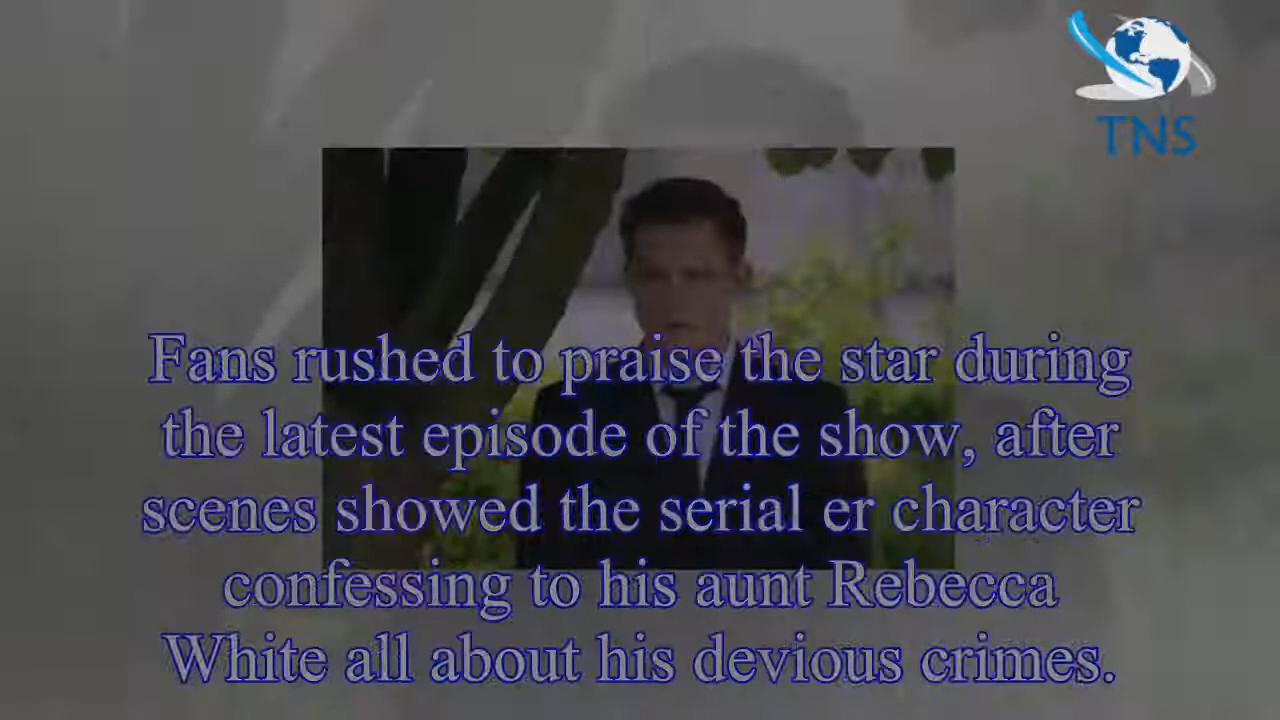 TNS
Fans rushed to praise the star during
the latest episode of the show, after
scenes showed the serial er character
confessing to his aunt Rebecca
White all about his devious crimes.